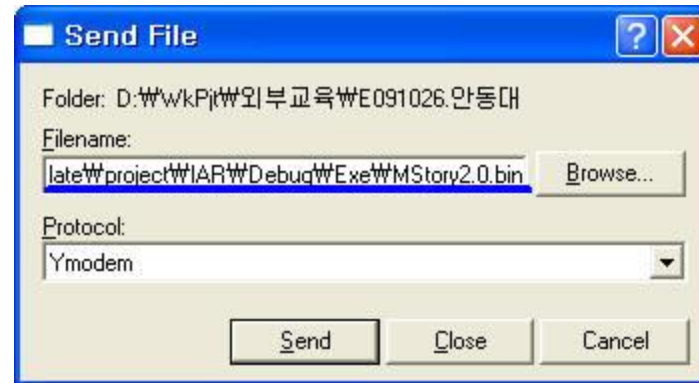 Send File
Folder: D:₩WkPjt₩외부교육₩E091026.안동대
Filename:
late₩project₩IAR₩Debug₩Exe₩MStory2.0.bin
Browse...
Protocol:
Ymodem
Send Close Cancel